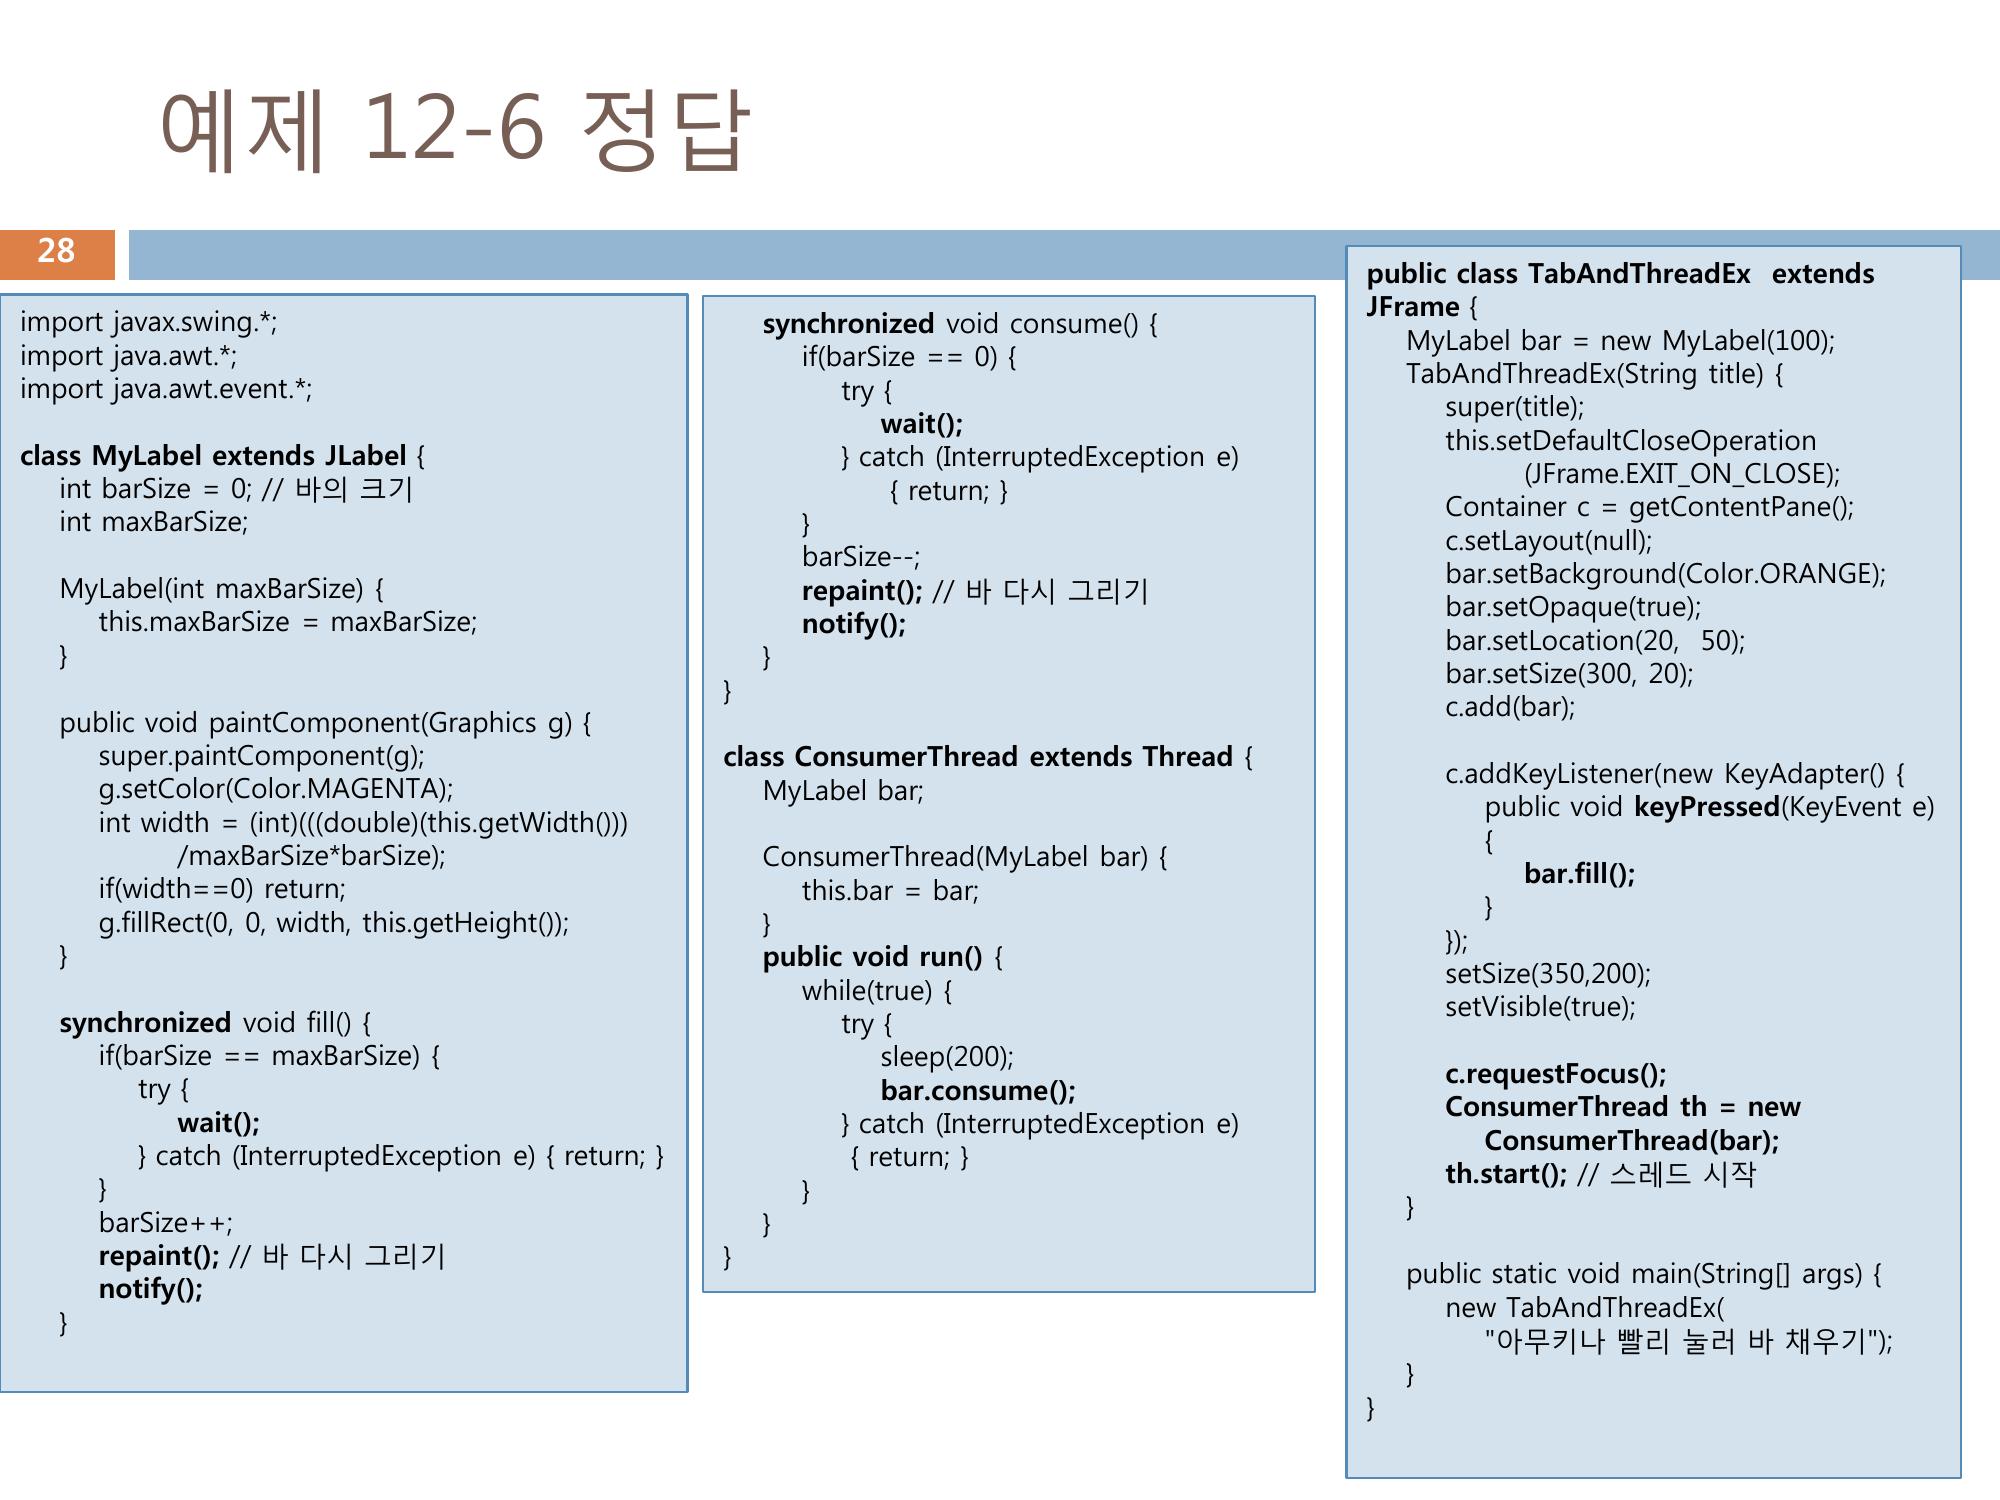 예제 12-6 정답
28
import javax.swing.*;
import java.awt.*;
import java.awt.event.*;
class MyLabel extends JLabel {
int barSize = 0; // 바의 크기
int maxBarSize;
MyLabel(int maxBarSize) {
this.maxBarSize = maxBarSize;
}
public void paintComponent(Graphics g) {
super.paintComponent(g);
g.setColor(Color.MAGENTA);
int width = (int)(((double)(this.getWidth()))
/maxBarSize*barSize);
if(width==0) return;
g.fillRect(0, 0, width, this.getHeight());
}
synchronized void fill() {
if(barSize == maxBarSize) {
try {
wait();
} catch (InterruptedException e) { return; }
}
barSize++;
repaint(); // 바 다시 그리기
notify();
}
synchronized void consume() {
if(barSize == 0) {
try {
wait();
} catch (InterruptedException e)
{ return; }
}
barSize--;
repaint(); // 바 다시 그리기
notify();
}
}
class ConsumerThread extends Thread {
MyLabel bar;
ConsumerThread(MyLabel bar) {
this.bar = bar;
}
public void run() {
while(true) {
try {
sleep(200);
bar.consume();
} catch (InterruptedException e)
{ return; }
}
}
}
public class TabAndThreadEx extends
JFrame {
MyLabel bar = new MyLabel(100);
TabAndThreadEx(String title) {
super(title);
this.setDefaultCloseOperation
(JFrame.EXIT_ON_CLOSE);
Container c = getContentPane();
c.setLayout(null);
bar.setBackground(Color.ORANGE);
bar.setOpaque(true);
bar.setLocation(20, 50);
bar.setSize(300, 20);
c.add(bar);
c.addKeyListener(new KeyAdapter() {
public void keyPressed(KeyEvent e)
{
bar.fill();
}
});
setSize(350,200);
setVisible(true);
c.requestFocus();
ConsumerThread th = new
ConsumerThread(bar);
th.start(); // 스레드 시작
}
public static void main(String[] args) {
new TabAndThreadEx(
"아무키나 빨리 눌러 바 채우기");
}
}